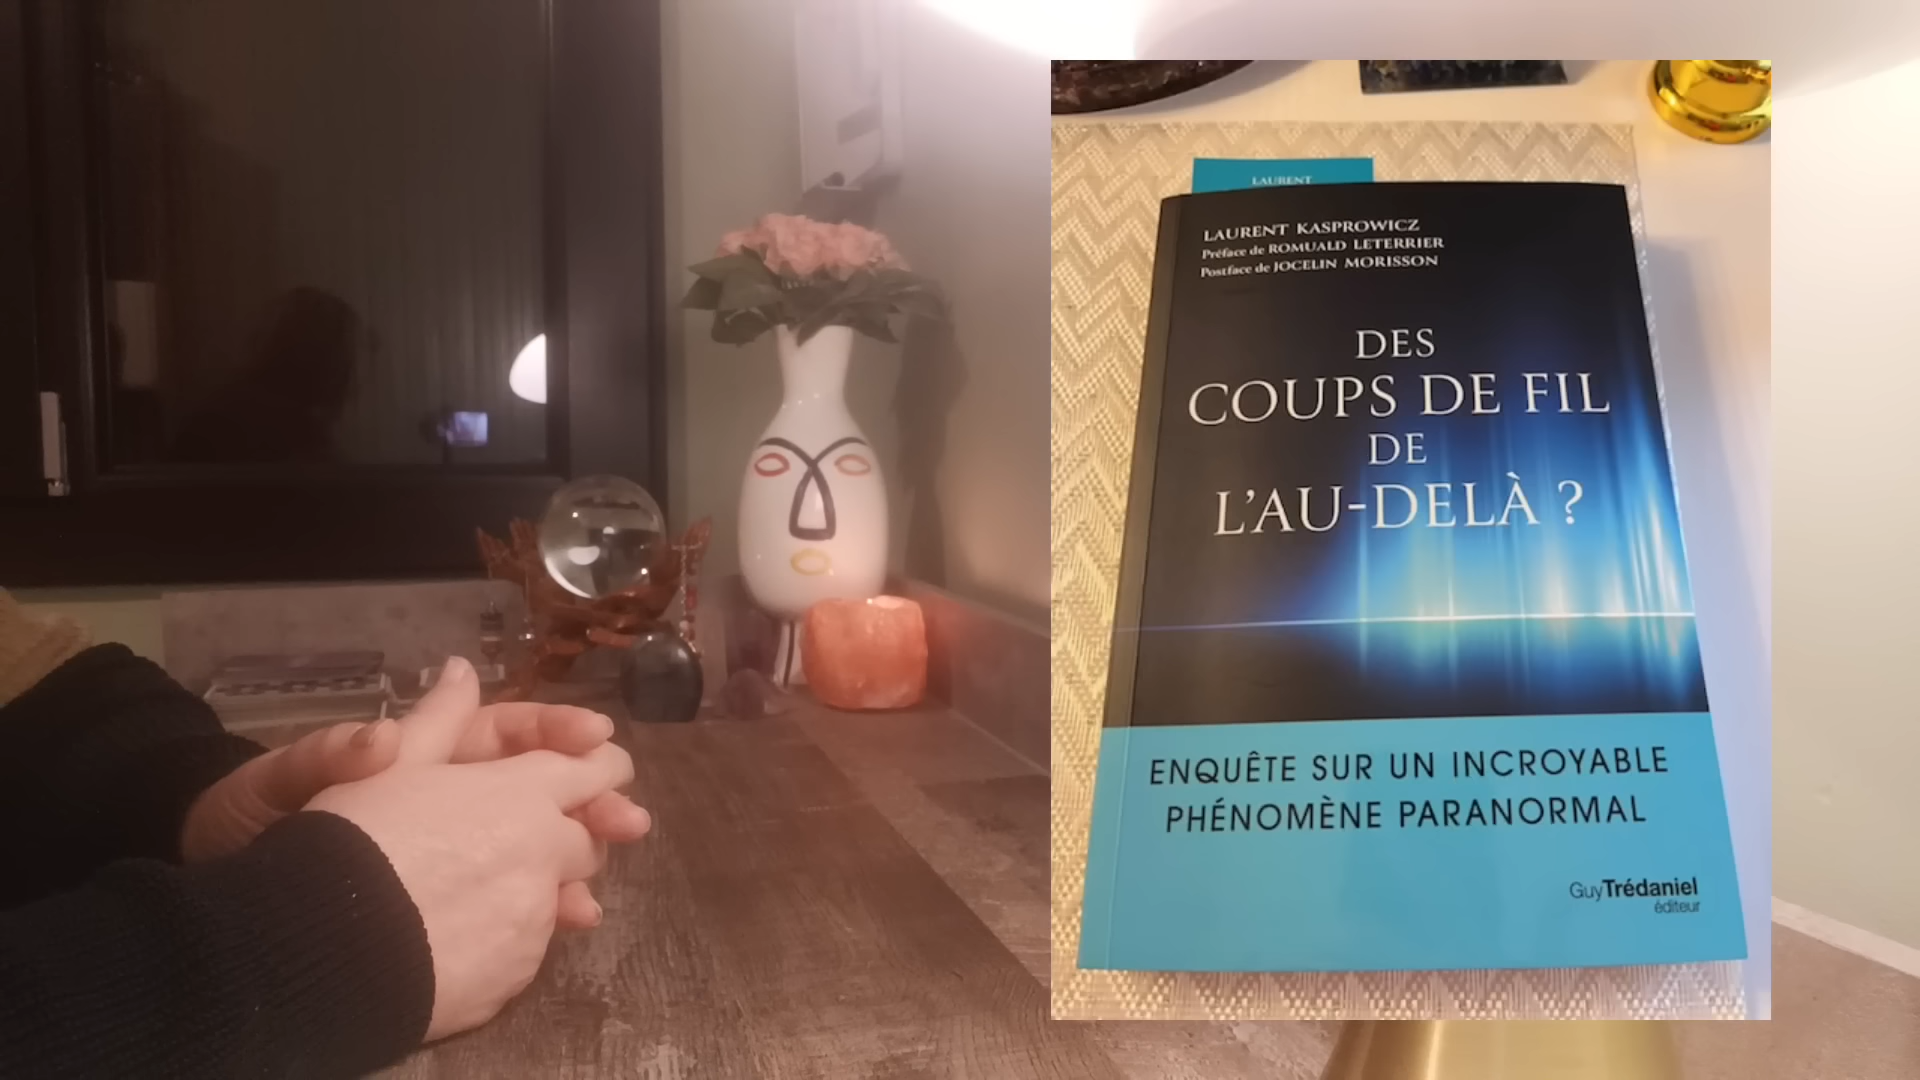 LAURENT
LAURENT KASPROWICZ
Préface de ROMUALD LETERRIER
Postface de JOCELIN MORISSON
DES
COUPS DE FIL
DE
L'AU-DELÀ ?
ENQUÊTE SUR UN INCROYABLE
PHÉNOMÈNE PARANORMAL
GuyTrédaniel
éditeur